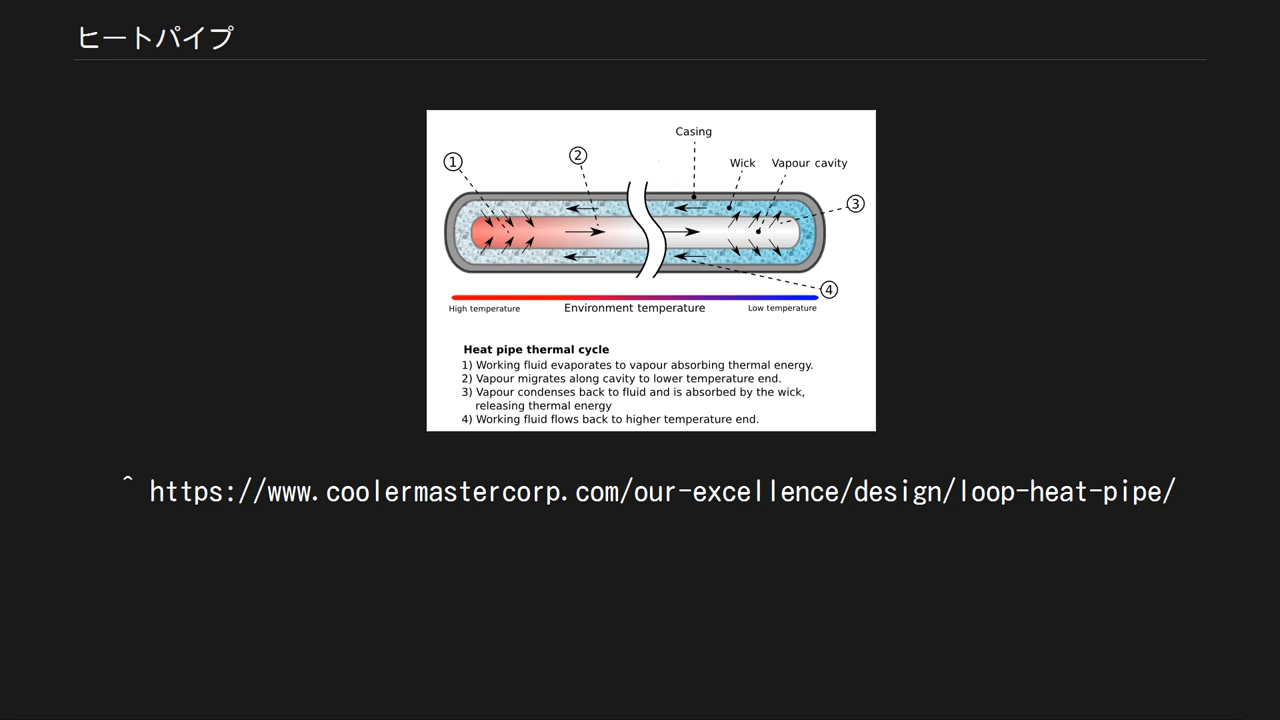 ヒートパイプ
Casing
Wick Vapour cavity
1
2
3
4
High temperature
Environment temperature
Low temperature
Heat pipe thermal cycle
1) Working fluid evaporates to vapour absorbing thermal energy.
2) Vapour migrates along cavity to lower temperature end.
3) Vapour condenses back to fluid and is absorbed by the wick,
releasing thermal energy
4) Working fluid flows back to higher temperature end.
^ https://www.coolermastercorp.com/our-excellence/design/loop-heat-pipe/